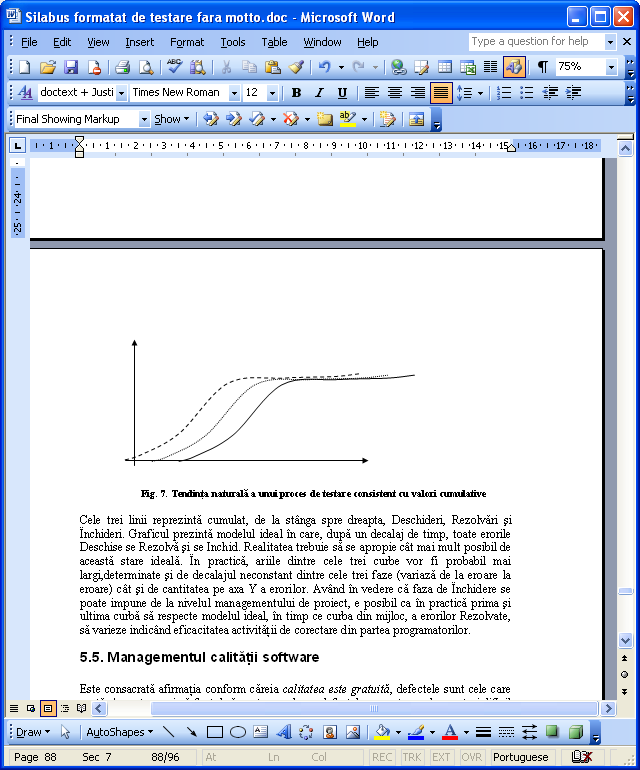 Silabus formatat de testare fara motto.doc - Microsoft Word
File Edit View Insert Format Tools Table Window Help Type a question for help
75%
doctext + Justi Times New Roman 12 B I U
Final Showing Markup Show
L 1 1 2 3 4 5 6 7 8 9 10 11 12 13 14 15 16 17 18
24
25
Fig. 7. Tendința naturală a unui proces de testare consistent cu valori cumulative
Cele trei linii reprezintă cumulat, de la stânga spre dreapta, Deschideri, Rezolvări şi
Închideri. Graficul prezintă modelul ideal în care, după un decalaj de timp, toate erorile
Deschise se Rezolvă şi se Inchid. Realitatea trebuie să se apropie cât mai mult posibil de
această stare ideală. În practică, ariile dintre cele trei curbe vor fi probabil mai
largi,determinate şi de decalajul neconstant dintre cele trei faze (variază de la eroare la
eroare) cât şi de cantitatea pe axa Y a erorilor. Având în vedere că faza de Închidere se
poate impune de la nivelul managementului de proiect, e posibil ca în practică prima şi
ultima curbă să respecte modelul ideal, în timp ce curba din mijloc, a erorilor Rezolvate,
să varieze indicând eficacitatea activităţii de corectare din partea programatorilor.
5.5. Managementul calităţii software
Este consacrată afirmaţia conform căreia calitatea este gratuită, defectele sunt cele care
Draw AutoShapes
Page 88 Sec 7 88/96 At Ln Col REC TRK EXT OVR Portuguese